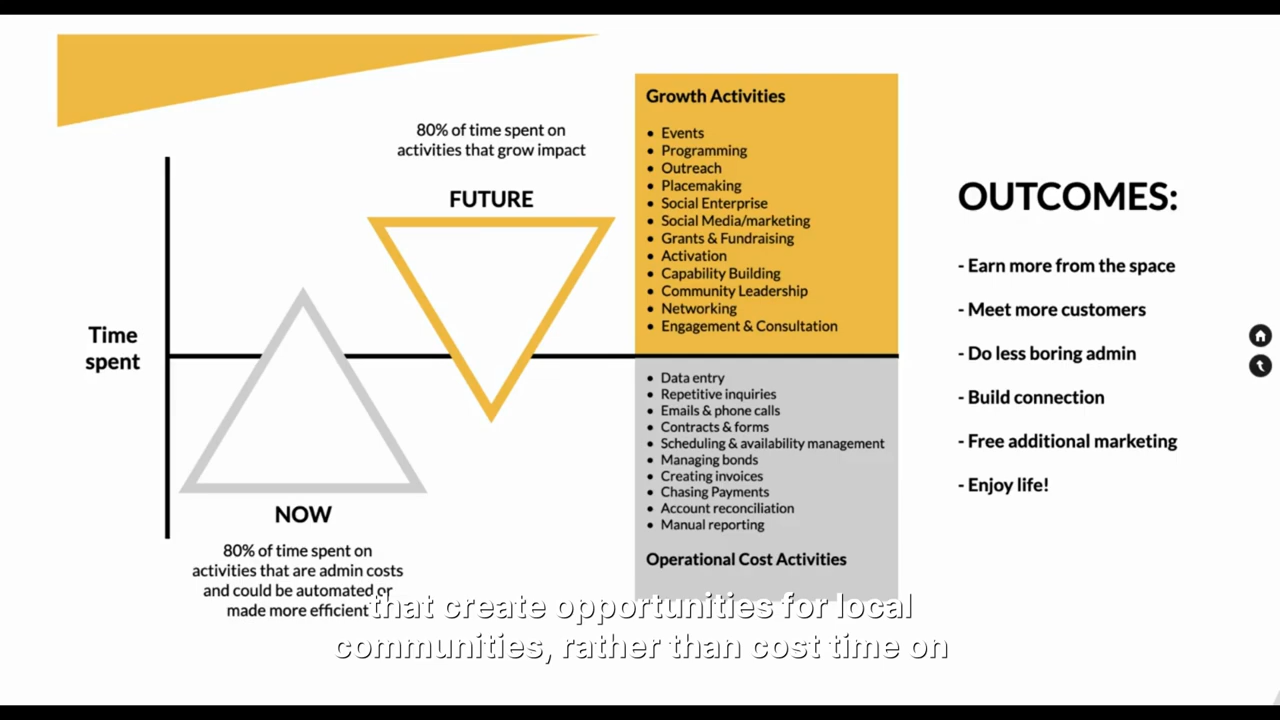 80% of time spent on
activities that grow impact
FUTURE
Time
spent
NOW
80% of time spent on
activities that are admin costs
and could be automated or
made more efficient
Growth Activities
• Events
• Programming
• Outreach
• Placemaking
• Social Enterprise
• Social Media/marketing
• Grants & Fundraising
• Activation
• Capability Building
• Community Leadership
• Networking
• Engagement & Consultation
• Data entry
• Repetitive inquiries
• Emails & phone calls
• Contracts & forms
• Scheduling & availability management
• Managing bonds
• Creating invoices
• Chasing Payments
• Account reconciliation
• Manual reporting
Operational Cost Activities
OUTCOMES:
- Earn more from the space
- Meet more customers
- Do less boring admin
- Build connection
- Free additional marketing
- Enjoy life!
that create opportunities for local
communities, rather than cost time on